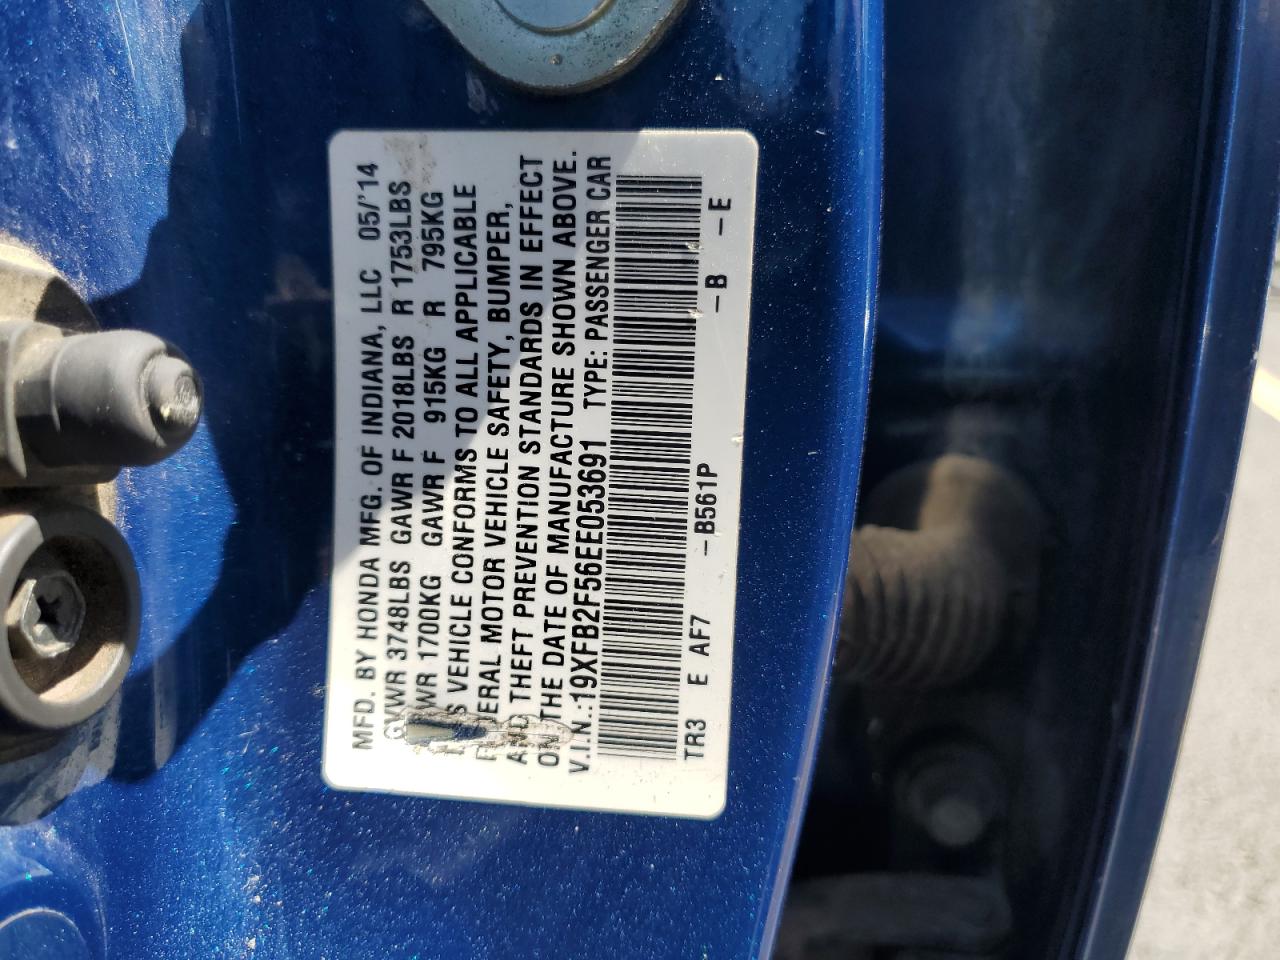 MFD. BY HONDA MFG. OF INDIANA, LLC 05/'14
GVWR 3748LBS GAWR F 2018LBS R 1753LBS
WR 1700KG GAWR F 915KG R 795KG
VEHICLE CONFORMS TO ALL APPLICABLE
FEDERAL MOTOR VEHICLE SAFETY, BUMPER,
AND THEFT PREVENTION STANDARDS IN EFFECT
ON THE DATE OF MANUFACTURE SHOWN ABOVE.
V.I.N.:19XFB2F56EE053691 TYPE: PASSENGER CAR
TR3 E AF7 –B561P –B –E